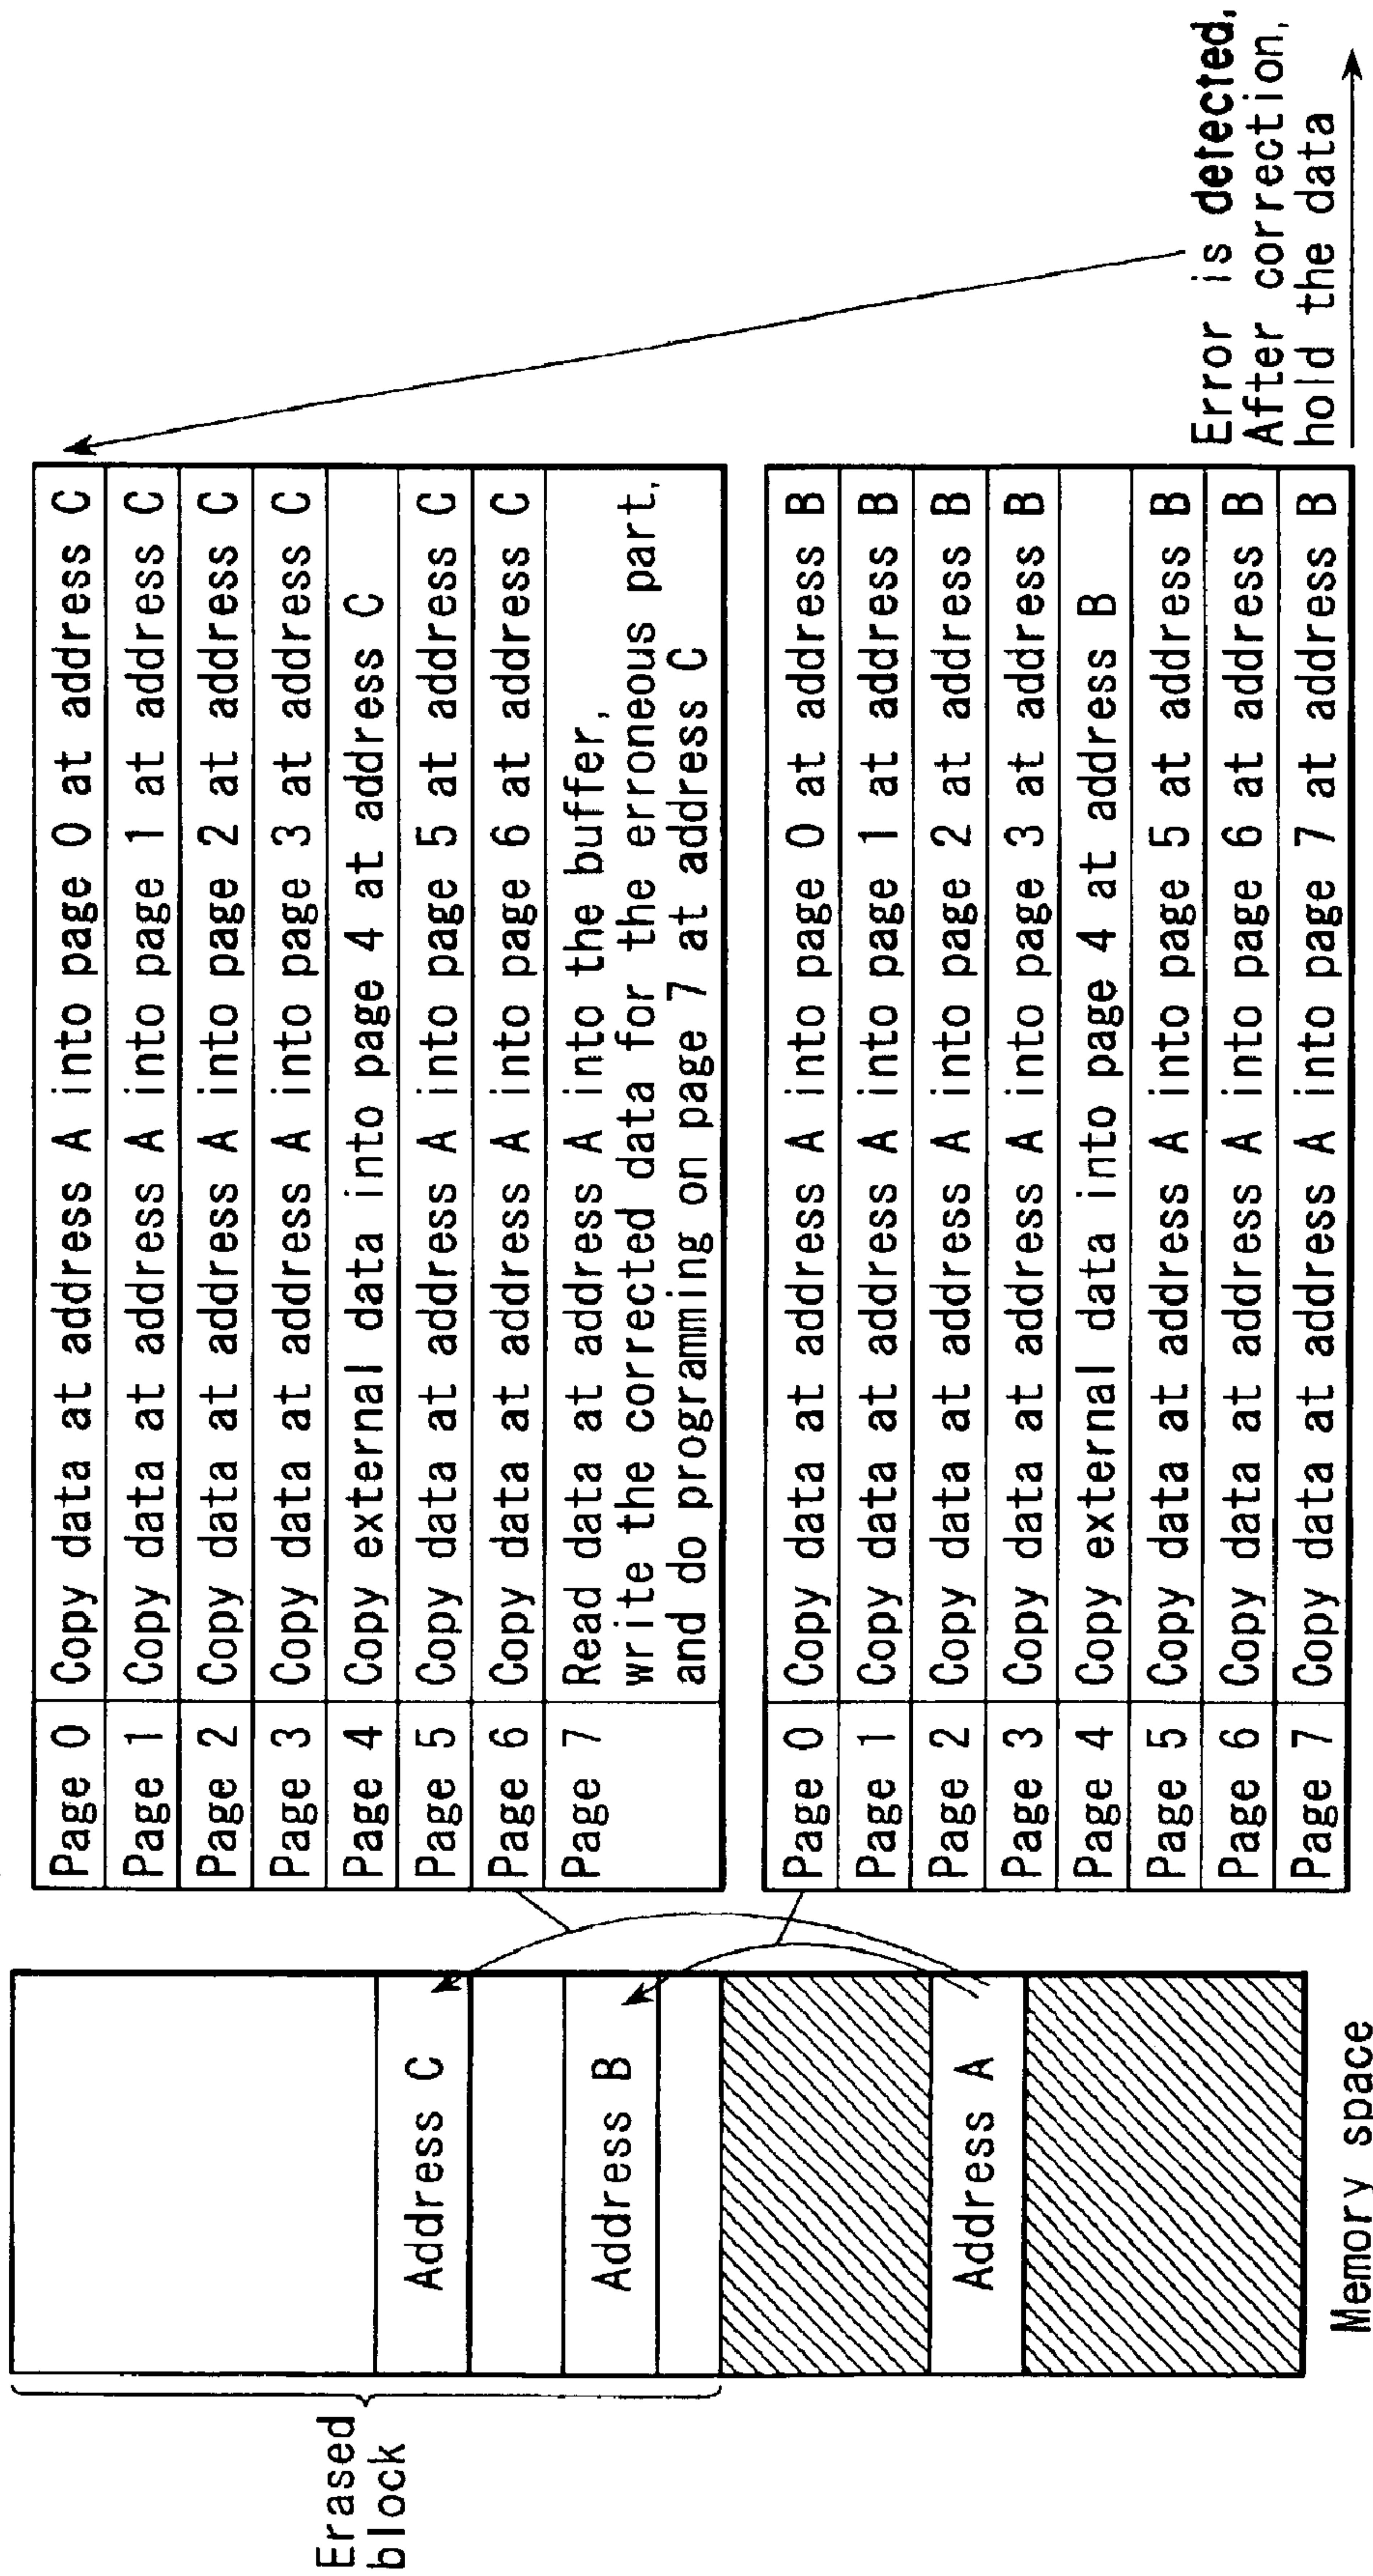 Erased
block
Address C
Address B
Address A
Memory space
Page 0 Copy data at address A into page 0 at address C
Page 1 Copy data at address A into page 1 at address C
Page 2 Copy data at address A into page 2 at address C
Page 3 Copy data at address A into page 3 at address C
Page 4 Copy external data into page 4 at address C
Page 5 Copy data at address A into page 5 at address C
Page 6 Copy data at address A into page 6 at address C
Page 7 Read data at address A into the buffer,
write the corrected data for the erroneous part,
and do programming on page 7 at address C
Page 0 Copy data at address A into page 0 at address B
Page 1 Copy data at address A into page 1 at address B
Page 2 Copy data at address A into page 2 at address B
Page 3 Copy data at address A into page 3 at address B
Page 4 Copy external data into page 4 at address B
Page 5 Copy data at address A into page 5 at address B
Page 6 Copy data at address A into page 6 at address B
Page 7 Copy data at address A into page 7 at address B
Error is detected.
After correction,
hold the data